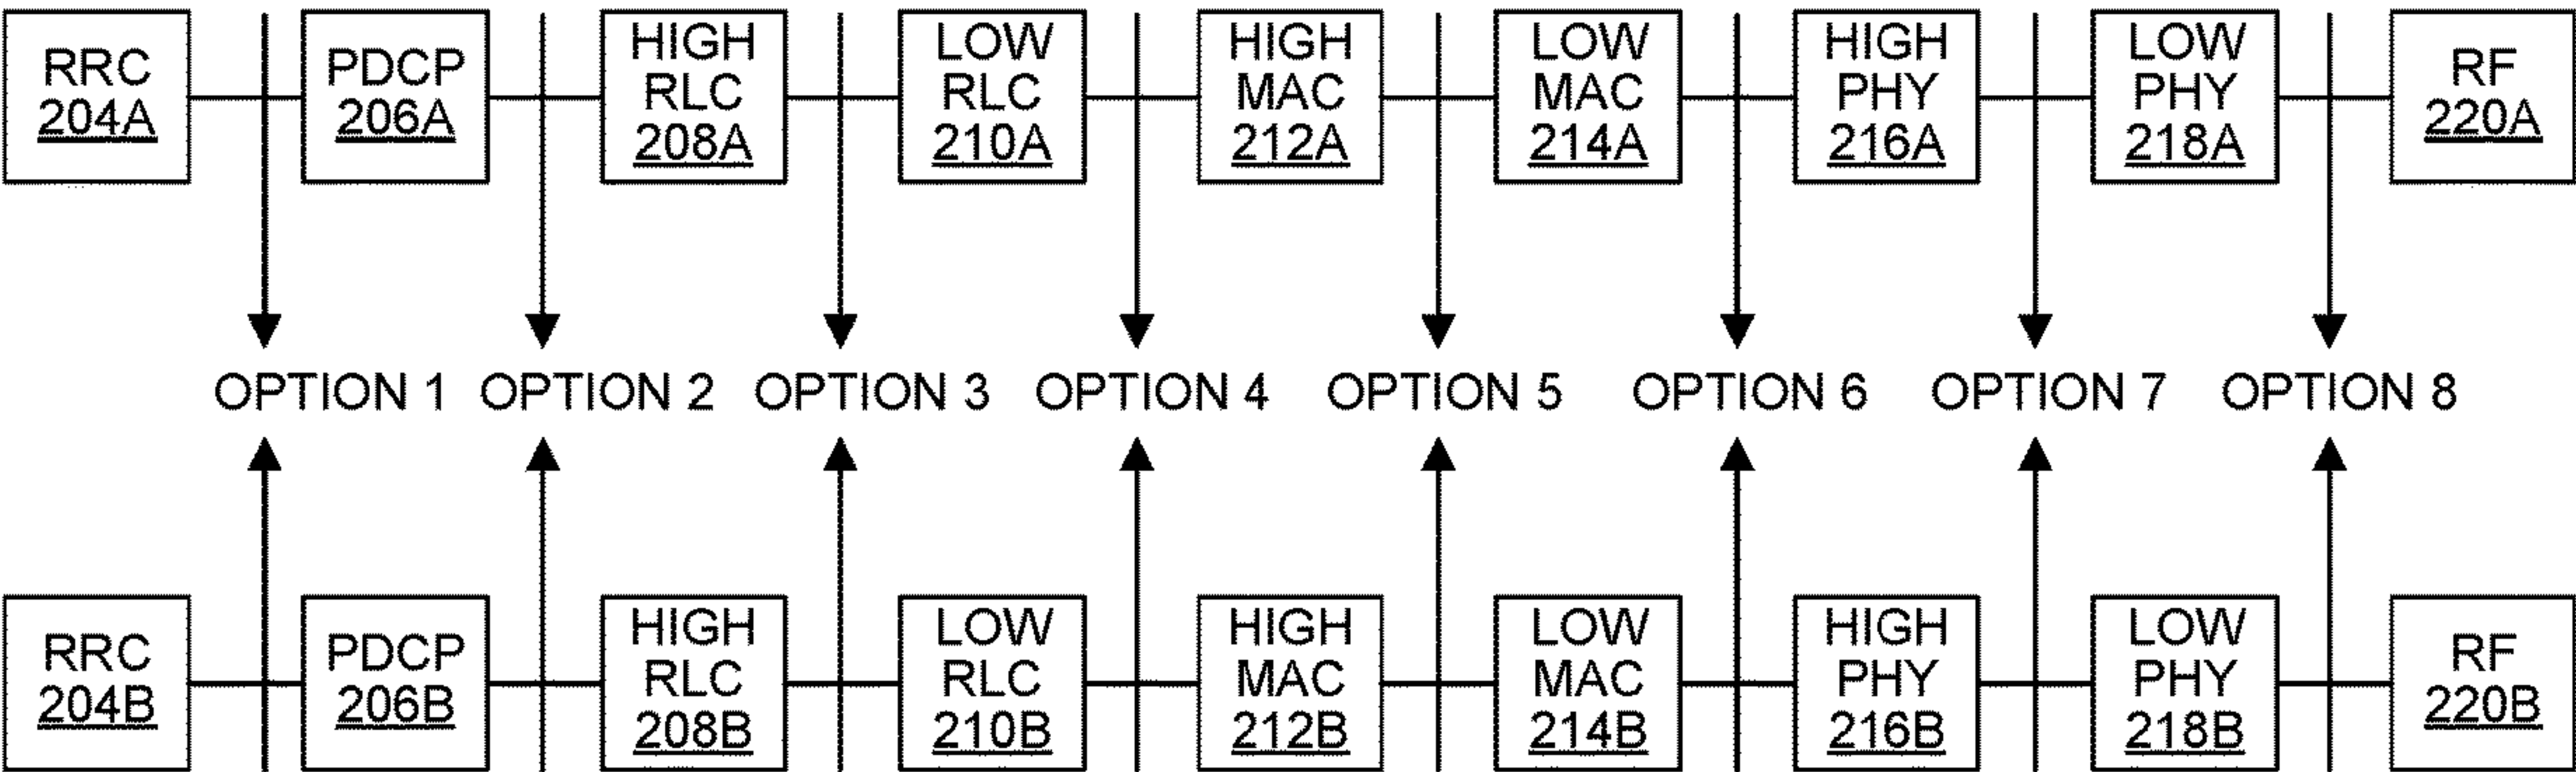 RRC
204A
PDCP
206A
HIGH
RLC
208A
LOW
RLC
210A
HIGH
MAC
212A
LOW
MAC
214A
HIGH
PHY
216A
LOW
PHY
218A
RF
220A
OPTION 1
OPTION 2
OPTION 3
OPTION 4
OPTION 5
OPTION 6
OPTION 7
OPTION 8
RRC
204B
PDCP
206B
HIGH
RLC
208B
LOW
RLC
210B
HIGH
MAC
212B
LOW
MAC
214B
HIGH
PHY
216B
LOW
PHY
218B
RF
220B